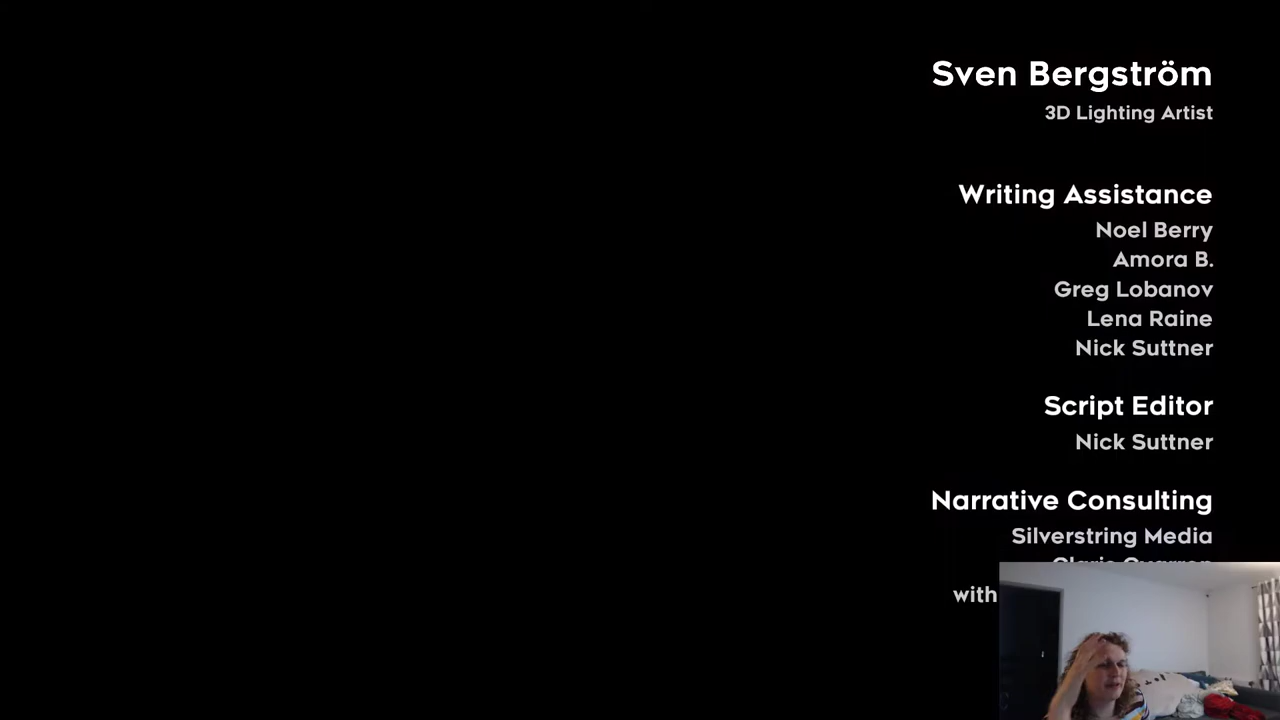 Sven Bergström
3D Lighting Artist
Writing Assistance
Noel Berry
Amora B.
Greg Lobanov
Lena Raine
Nick Suttner
Script Editor
Nick Suttner
Narrative Consulting
Silverstring Media
with